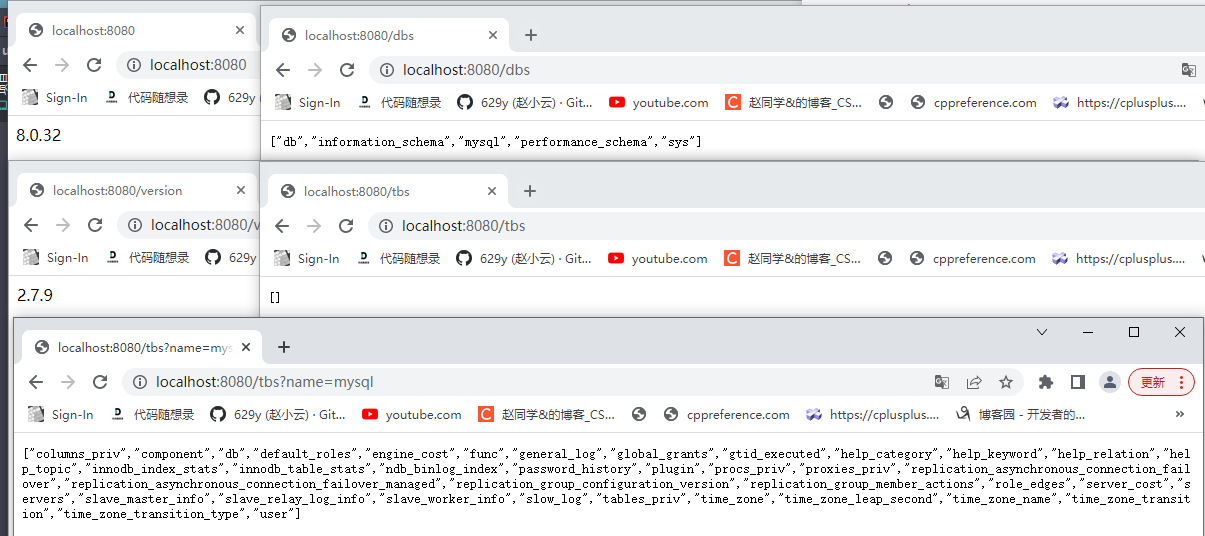 localhost:8080
localhost:8080
Sign-In 代码随想录 629y
8.0.32
localhost:8080/dbs
localhost:8080/dbs
Sign-In 代码随想录 629y (赵小云) · Git... youtube.com 赵同学&的博客_CS... cppreference.com https://cplusplus....
["db","information_schema","mysql","performance_schema","sys"]
localhost:8080/version
localhost:8080/v
Sign-In 代码随想录 629y
2.7.9
localhost:8080/tbs
localhost:8080/tbs
Sign-In 代码随想录 629y (赵小云) · Git... youtube.com 赵同学&的博客_CS... cppreference.com https://cplusplus....
[]
localhost:8080/tbs?name=mys
localhost:8080/tbs?name=mysql
更新
Sign-In 代码随想录 629y (赵小云) · Git... youtube.com 赵同学&的博客_CS... cppreference.com https://cplusplus.... 博客园 - 开发者的... »
["columns_priv","component","db","default_roles","engine_cost","func","general_log","global_grants","gtid_executed","help_category","help_keyword","help_relation","hel
p_topic","innodb_index_stats","innodb_table_stats","ndb_binlog_index","password_history","plugin","procs_priv","proxies_priv","replication_asynchronous_connection_fail
over","replication_asynchronous_connection_failover_managed","replication_group_configuration_version","replication_group_member_actions","role_edges","server_cost","s
ervers","slave_master_info","slave_relay_log_info","slave_worker_info","slow_log","tables_priv","time_zone","time_zone_leap_second","time_zone_name","time_zone_transit
ion","time_zone_transition_type","user"]